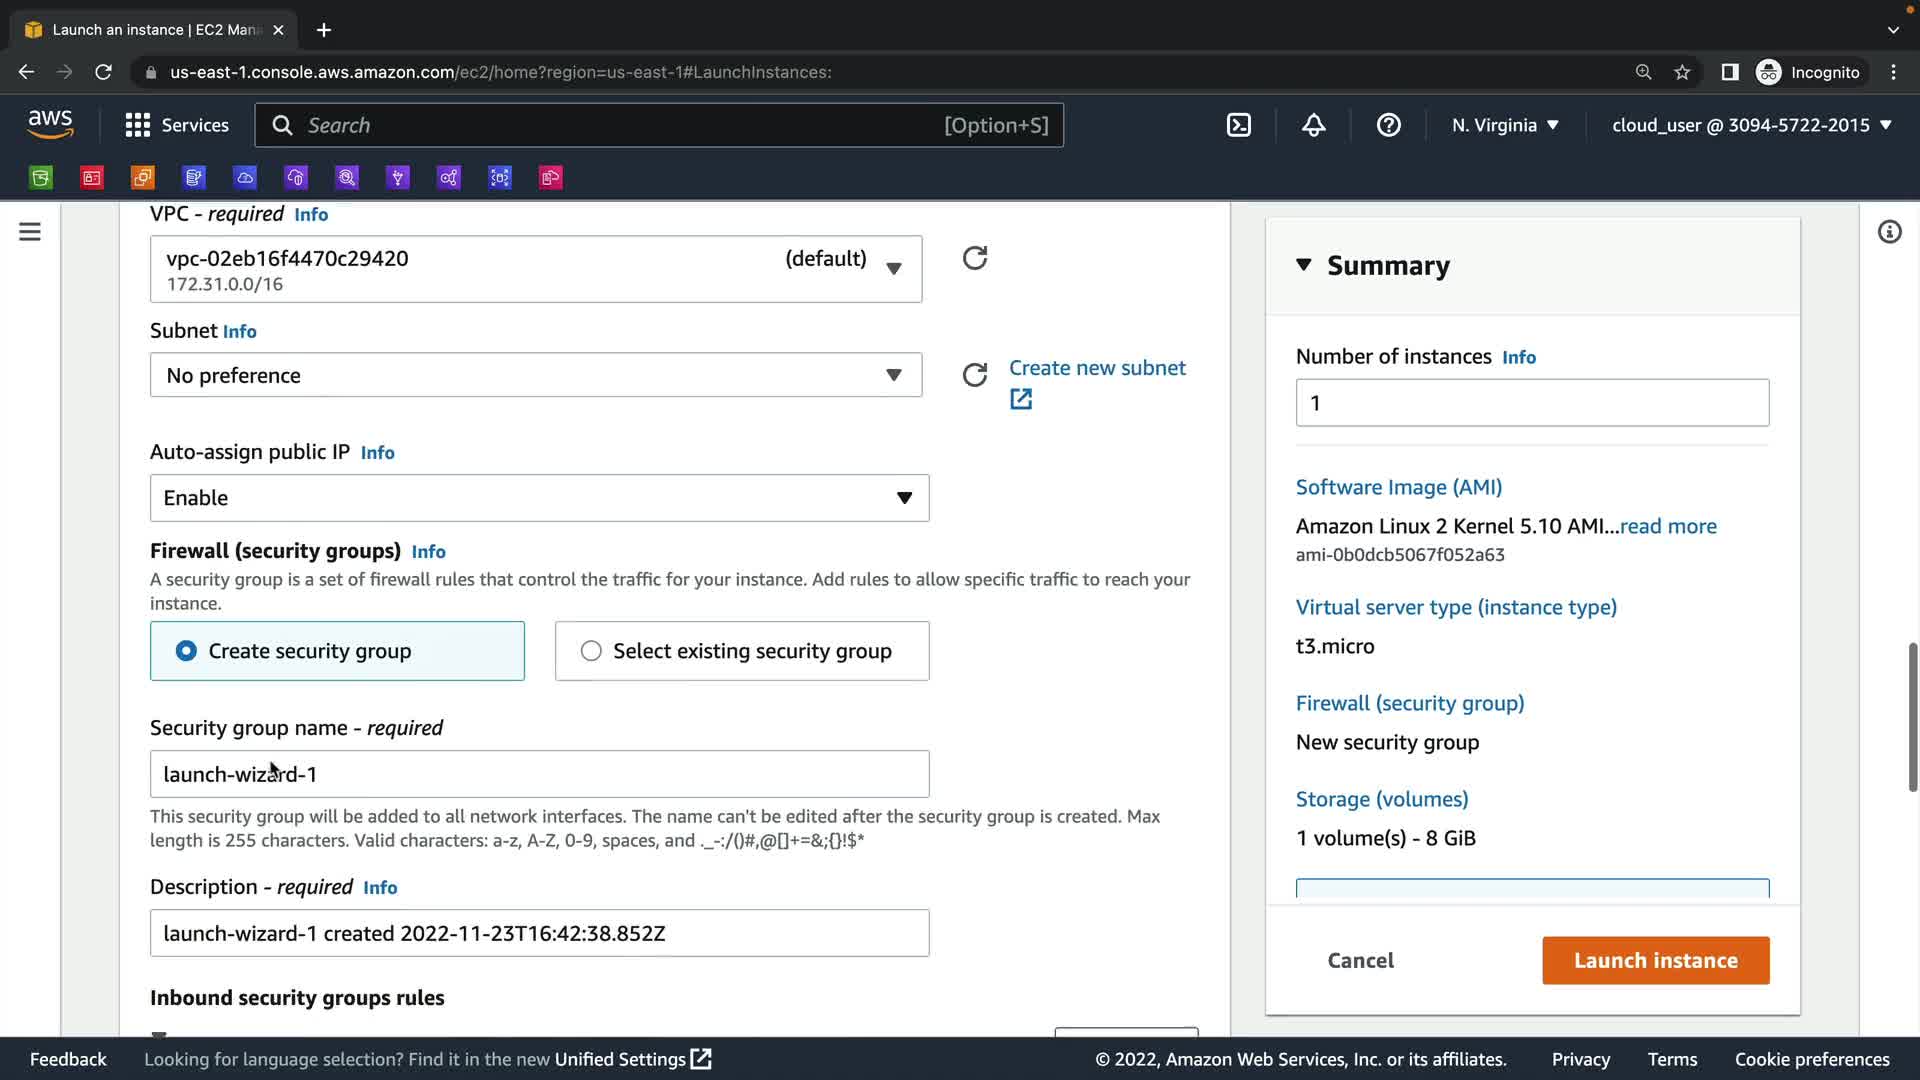 Launch an instance | EC2 Mana
us-east-1.console.aws.amazon.com/ec2/home?region=us-east-1#LaunchInstances:
Incognito
aws
Services
Search
[Option+S]
N. Virginia
cloud_user @ 3094-5722-2015
VPC - required Info
vpc-02eb16f4470c29420 (default)
172.31.0.0/16
Subnet Info
No preference
Create new subnet
Auto-assign public IP Info
Enable
Firewall (security groups) Info
A security group is a set of firewall rules that control the traffic for your instance. Add rules to allow specific traffic to reach your
instance.
Create security group
Select existing security group
Security group name - required
launch-wizard-1
This security group will be added to all network interfaces. The name can't be edited after the security group is created. Max
length is 255 characters. Valid characters: a-z, A-Z, 0-9, spaces, and ._-:/()#,@[]+=&;{}!$*
Description - required Info
launch-wizard-1 created 2022-11-23T16:42:38.852Z
Inbound security groups rules
Summary
Number of instances Info
1
Software Image (AMI)
Amazon Linux 2 Kernel 5.10 AMI...read more
ami-0b0dcb5067f052a63
Virtual server type (instance type)
t3.micro
Firewall (security group)
New security group
Storage (volumes)
1 volume(s) - 8 GiB
Cancel
Launch instance
Feedback
Looking for language selection? Find it in the new Unified Settings
© 2022, Amazon Web Services, Inc. or its affiliates.
Privacy
Terms
Cookie preferences